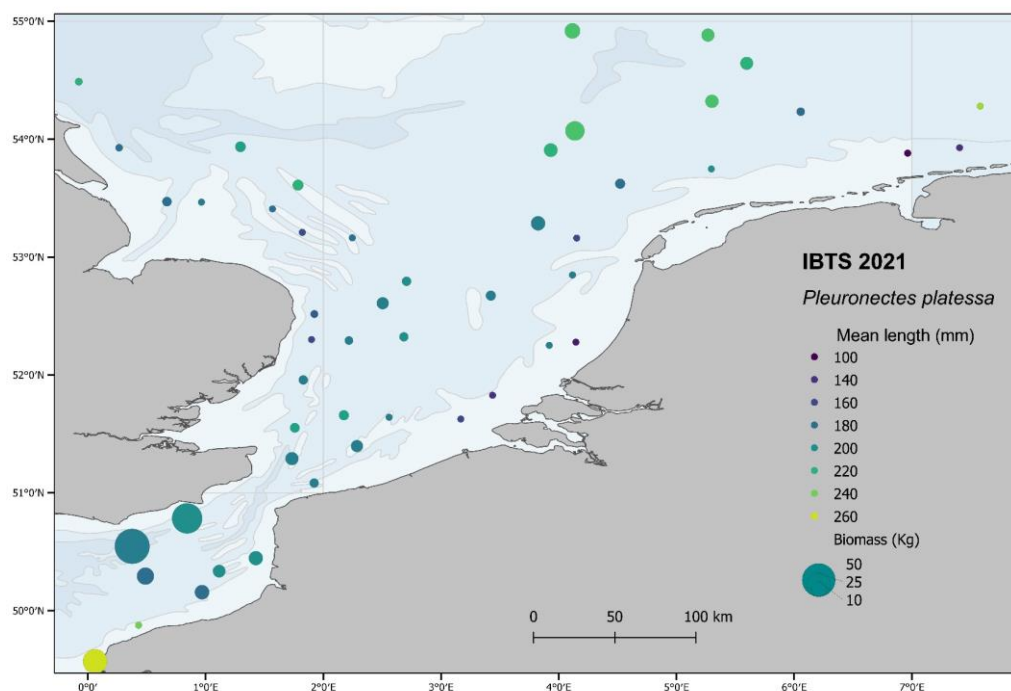 55°0'N
54°0'N
53°0'N
52°0'N
51°0'N
50°0'N
IBTS 2021
Pleuronectes platessa
Mean length (mm)
100
140
160
180
200
220
240
260
Biomass (Kg)
50
25
10
0 50 100 km
0°0' 1°0'E 2°0'E 3°0'E 4°0'E 5°0'E 6°0'E 7°0'E